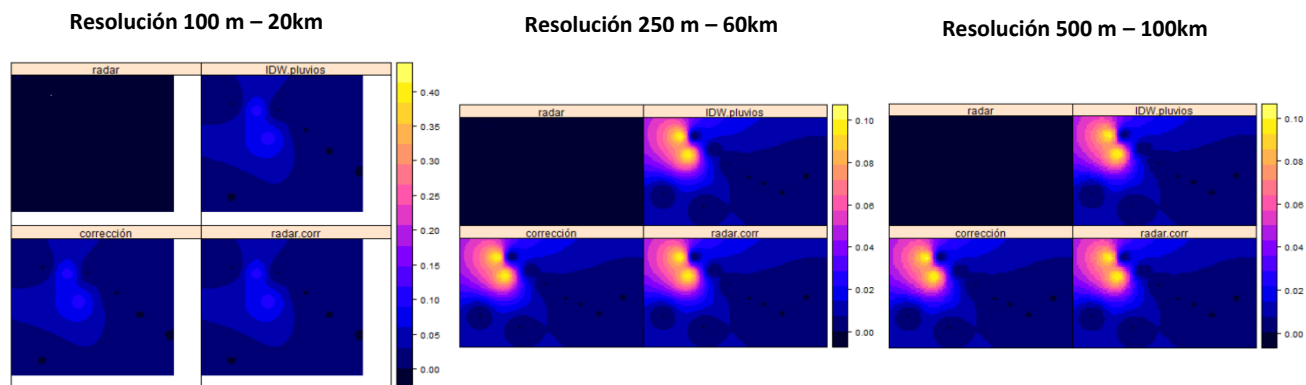 Resolución 100 m – 20km
radar
IDW.pluvios
corrección
radar.corr
0.40
0.35
0.30
0.25
0.20
0.15
0.10
0.05
0.00
Resolución 250 m – 60km
radar
IDW.pluvios
corrección
radar.corr
0.10
0.08
0.06
0.04
0.02
0.00
Resolución 500 m – 100km
radar
IDW.pluvios
corrección
radar.corr
0.10
0.08
0.06
0.04
0.02
0.00